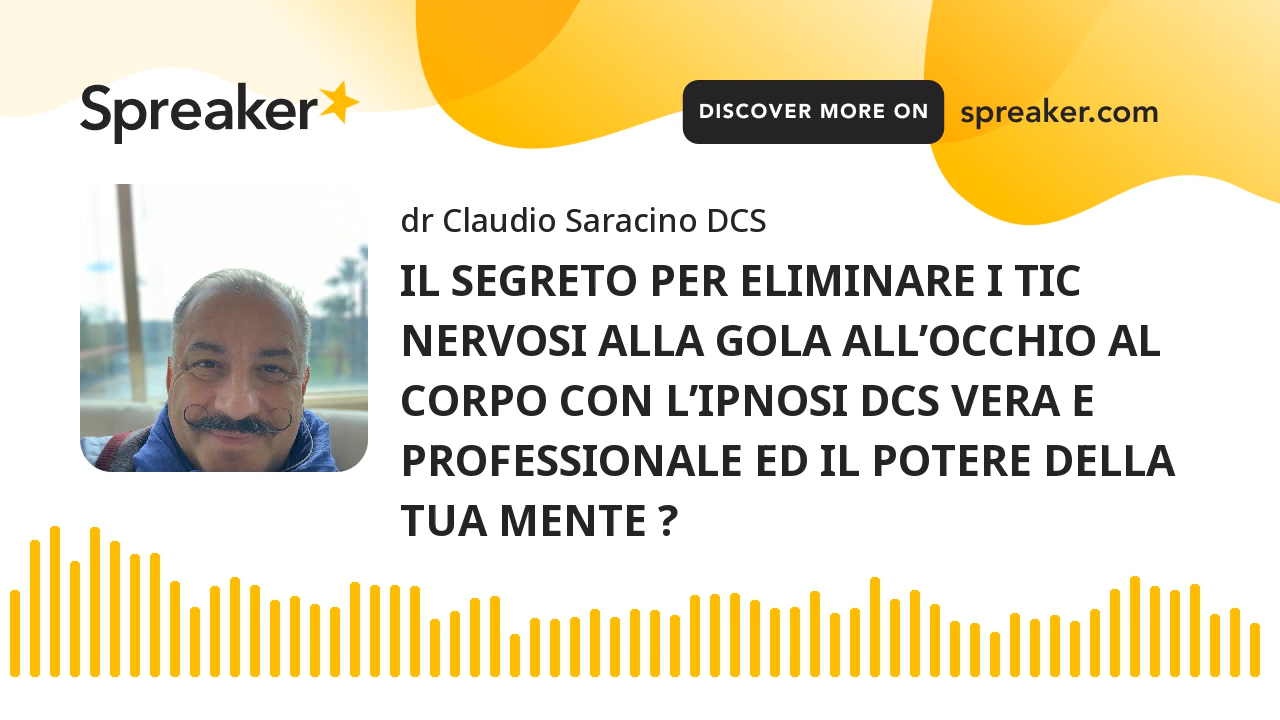 Spreaker
DISCOVER MORE ON spreaker.com
dr Claudio Saracino DCS
IL SEGRETO PER ELIMINARE I TIC
NERVOSI ALLA GOLA ALL’OCCHIO AL
CORPO CON L’IPNOSI DCS VERA E
PROFESSIONALE ED IL POTERE DELLA
TUA MENTE ?